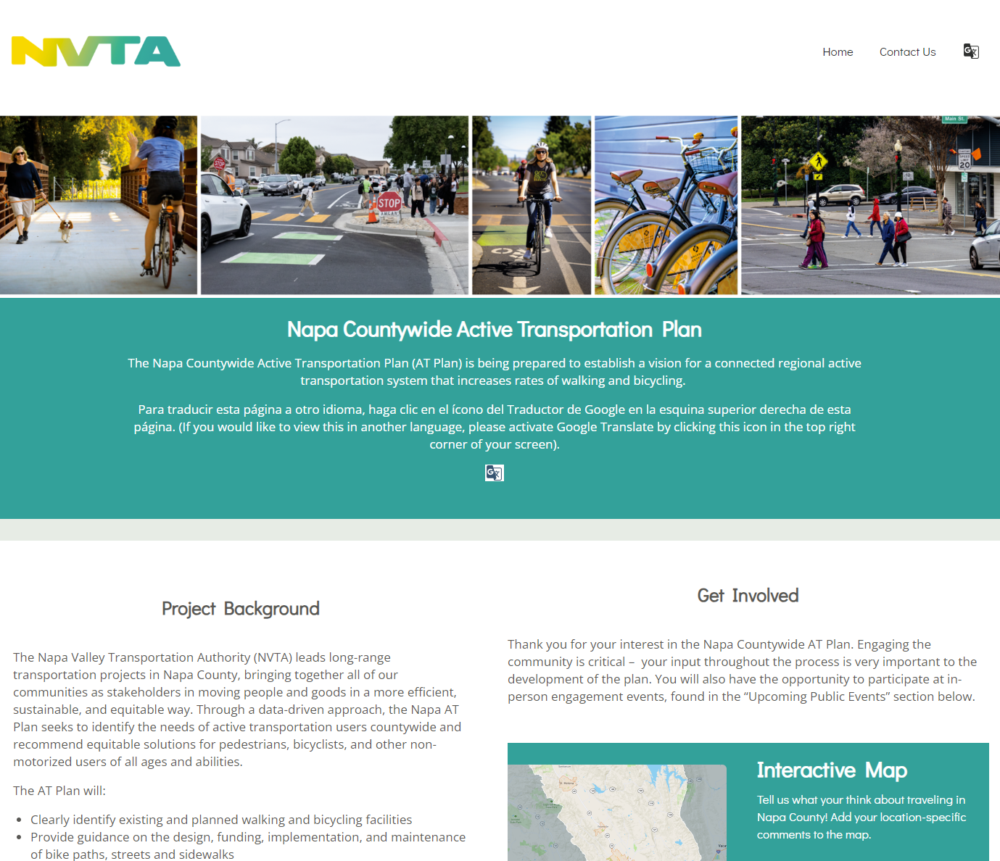 NVTA
Home
Contact Us
G
STOP
STOP
AHEAD
Main St.
SPEED
LIMIT
20
Napa Countywide Active Transportation Plan
The Napa Countywide Active Transportation Plan (AT Plan) is being prepared to establish a vision for a connected regional active
transportation system that increases rates of walking and bicycling.
Para traducir esta página a otro idioma, haga clic en el ícono del Traductor de Google en la esquina superior derecha de esta
página. (If you would like to view this in another language, please activate Google Translate by clicking this icon in the top right
corner of your screen).
G
Project Background
The Napa Valley Transportation Authority (NVTA) leads long-range
transportation projects in Napa County, bringing together all of our
communities as stakeholders in moving people and goods in a more efficient,
sustainable, and equitable way. Through a data-driven approach, the Napa AT
Plan seeks to identify the needs of active transportation users countywide and
recommend equitable solutions for pedestrians, bicyclists, and other non-
motorized users of all ages and abilities.
The AT Plan will:
• Clearly identify existing and planned walking and bicycling facilities
• Provide guidance on the design, funding, implementation, and maintenance
of bike paths, streets and sidewalks
Get Involved
Thank you for your interest in the Napa Countywide AT Plan. Engaging the
community is critical – your input throughout the process is very important to the
development of the plan. You will also have the opportunity to participate at in-
person engagement events, found in the “Upcoming Public Events” section below.
Interactive Map
Tell us what your think about traveling in
Napa County! Add your location-specific
comments to the map.